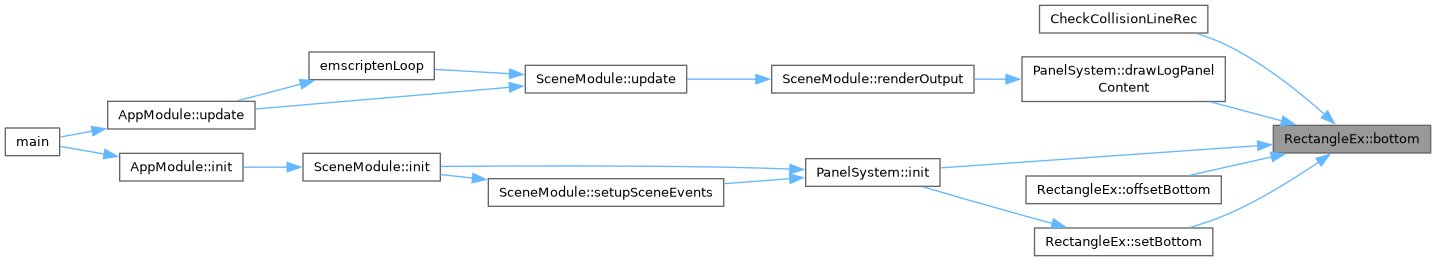 CheckCollisionLineRec
emscriptenLoop
SceneModule::update
SceneModule::renderOutput
PanelSystem::drawLogPanel
Content
AppModule::update
main
RectangleEx::bottom
AppModule::init
SceneModule::init
PanelSystem::init
SceneModule::setupSceneEvents
RectangleEx::offsetBottom
RectangleEx::setBottom